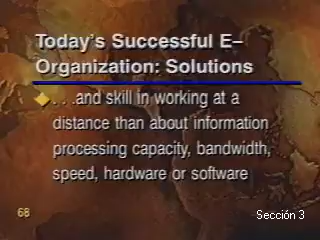 Today's Successful E–
Organization: Solutions
. . .and skill in working at a
distance than about information
processing capacity, bandwidth,
speed, hardware or software
68
Sección 3